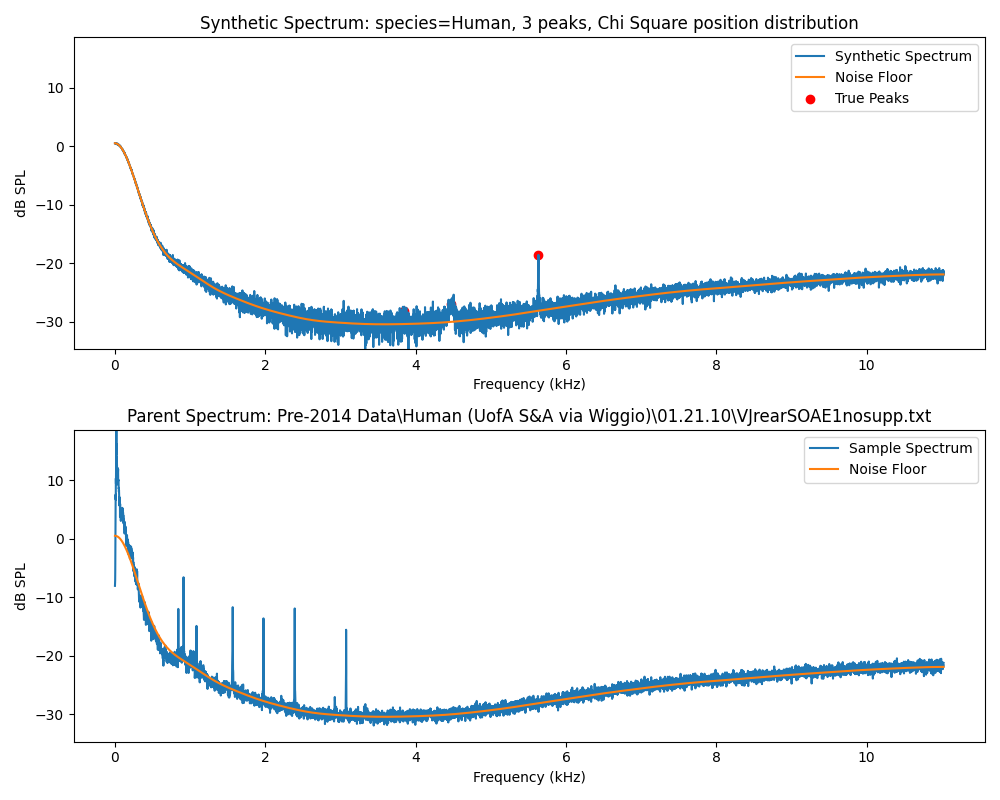 Synthetic Spectrum: species=Human, 3 peaks, Chi Square position distribution
Synthetic Spectrum
Noise Floor
True Peaks
dB SPL
10
0
−10
−20
−30
0 2 4 6 8 10
Frequency (kHz)
Parent Spectrum: Pre-2014 Data\Human (UofA S&A via Wiggio)\01.21.10\VJrearSOAE1nosupp.txt
Sample Spectrum
Noise Floor
dB SPL
10
0
−10
−20
−30
0 2 4 6 8 10
Frequency (kHz)